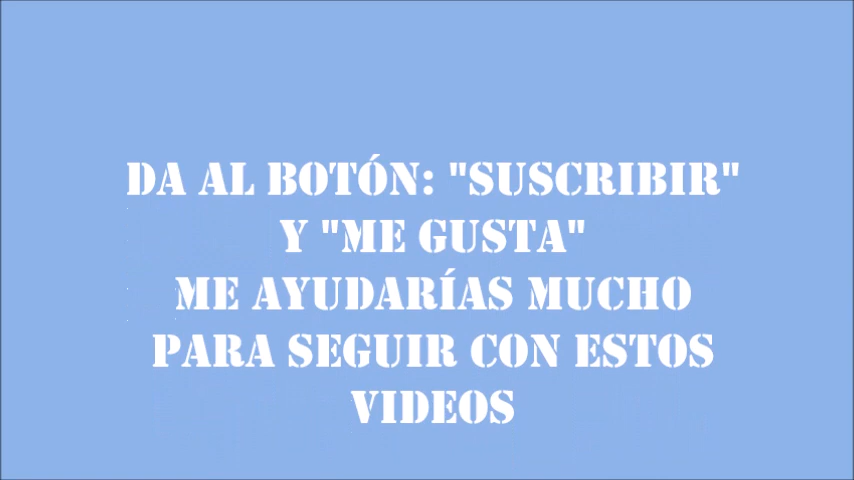 DA AL BOTÓN: "SUSCRIBIR"
Y "ME GUSTA"
ME AYUDARÍAS MUCHO
PARA SEGUIR CON ESTOS
VIDEOS